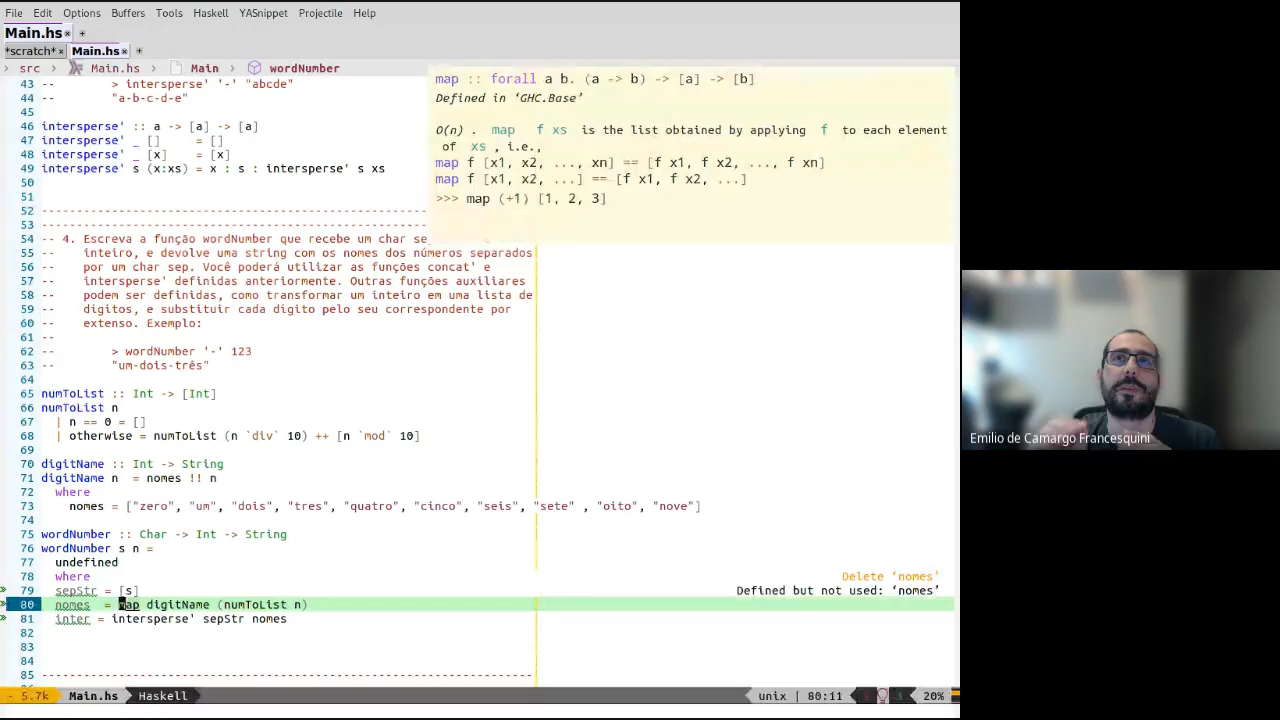 File Edit Options Buffers Tools Haskell YASnippet Projectile Help
Main.hs × +
*scratch* × Main.hs × +
> src > Main.hs > Main > wordNumber
43 -- > intersperse' '-' "abcde"
44 -- "a-b-c-d-e"
45
46 intersperse' :: a -> [a] -> [a]
47 intersperse' _ [] = []
48 intersperse' _ [x] = [x]
49 intersperse' s (x:xs) = x : s : intersperse' s xs
50
51
52 ----------------------------------------------------------------------
53 ----------------------------------------------------------------------
54 -- 4. Escreva a função wordNumber que recebe um char se
55 -- inteiro, e devolve uma string com os nomes dos números separados
56 -- por um char sep. Você poderá utilizar as funções concat' e
57 -- intersperse' definidas anteriormente. Outras funções auxiliares
58 -- podem ser definidas, como transformar um inteiro em uma lista de
59 -- dígitos, e substituir cada dígito pelo seu correspondente por
60 -- extenso. Exemplo:
61 --
62 -- > wordNumber '-' 123
63 -- "um-dois-três"
64
65 numToList :: Int -> [Int]
66 numToList n
67 | n == 0 = []
68 | otherwise = numToList (n `div` 10) ++ [n `mod` 10]
69
70 digitName :: Int -> String
71 digitName n = nomes !! n
72 where
73 nomes = ["zero", "um", "dois", "tres", "quatro", "cinco", "seis", "sete" , "oito", "nove"]
74
75 wordNumber :: Char -> Int -> String
76 wordNumber s n =
77 undefined
78 where Delete ‘nomes’
79 sepStr = [s] Defined but not used: ‘nomes’
80 nomes = map digitName (numToList n)
81 inter = intersperse' sepStr nomes
82
83
84
85 ----------------------------------------------------------------------
map :: forall a b. (a -> b) -> [a] -> [b]
Defined in ‘GHC.Base’
O(n) . map f xs is the list obtained by applying f to each element
of xs , i.e.,
map f [x1, x2, ..., xn] == [f x1, f x2, ..., f xn]
map f [x1, x2, ...] == [f x1, f x2, ...]
>>> map (+1) [1, 2, 3]
Emilio de Camargo Francesquini
- 5.7k Main.hs Haskell unix | 80:11 20%